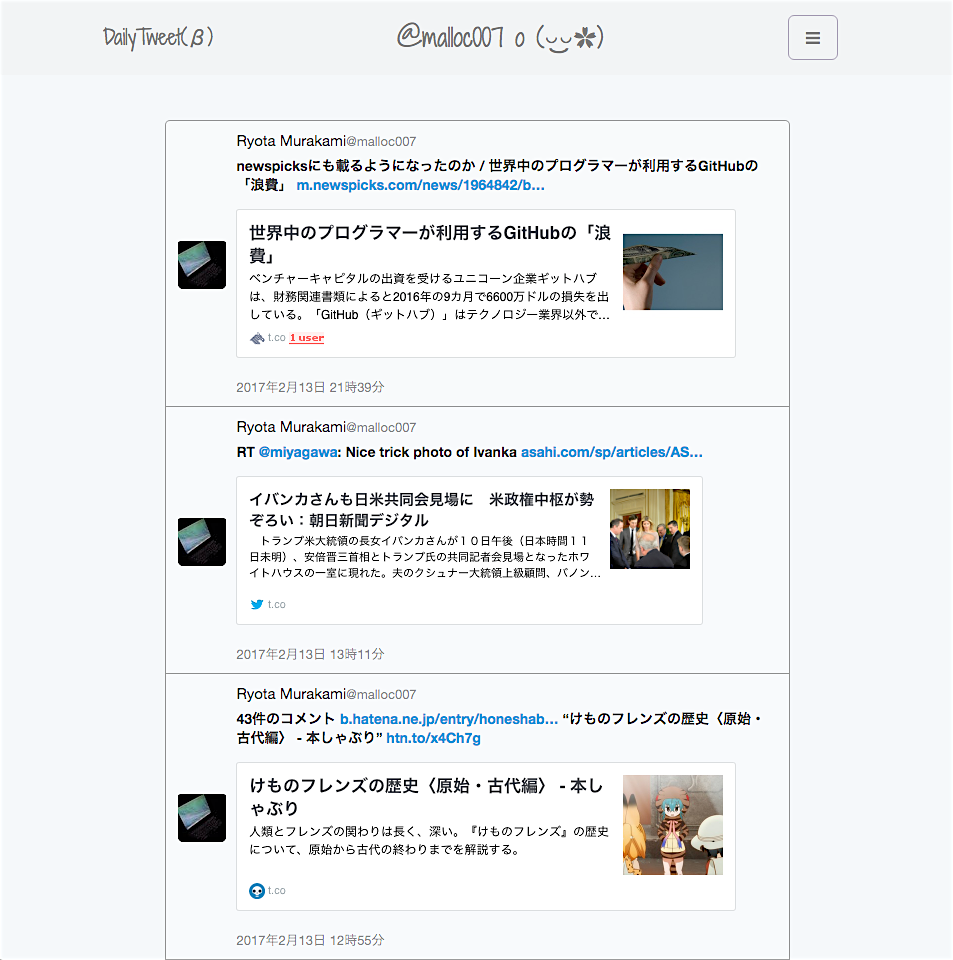 DailyTweet(β)
@malloc007 o (◡‿◡✿)
Ryota Murakami@malloc007
newspicksにも載るようになったのか / 世界中のプログラマーが利用するGitHubの
「浪費」 m.newspicks.com/news/1964842/b…
世界中のプログラマーが利用するGitHubの「浪
費」
ベンチャーキャピタルの出資を受けるユニコーン企業ギットハブ
は、財務関連書類によると2016年の9カ月で6600万ドルの損失を出
している。「GitHub（ギットハブ）」はテクノロジー業界以外で…
t.co 1 user
2017年2月13日 21時39分
Ryota Murakami@malloc007
RT @miyagawa: Nice trick photo of Ivanka asahi.com/sp/articles/AS…
イバンカさんも日米共同会見場に　米政権中枢が勢
ぞろい：朝日新聞デジタル
　トランプ米大統領の長女イバンカさんが１０日午後（日本時間１１
日未明）、安倍晋三首相とトランプ氏の共同記者会見場となったホワ
イトハウスの一室に現れた。夫のクシュナー大統領上級顧問、バノン…
t.co
2017年2月13日 13時11分
Ryota Murakami@malloc007
43件のコメント b.hatena.ne.jp/entry/honeshab… “けものフレンズの歴史〈原始・
古代編〉 - 本しゃぶり” htn.to/x4Ch7g
けものフレンズの歴史〈原始・古代編〉 - 本し
ゃぶり
人類とフレンズの関わりは長く、深い。『けものフレンズ』の歴史
について、原始から古代の終わりまでを解説する。
t.co
2017年2月13日 12時55分